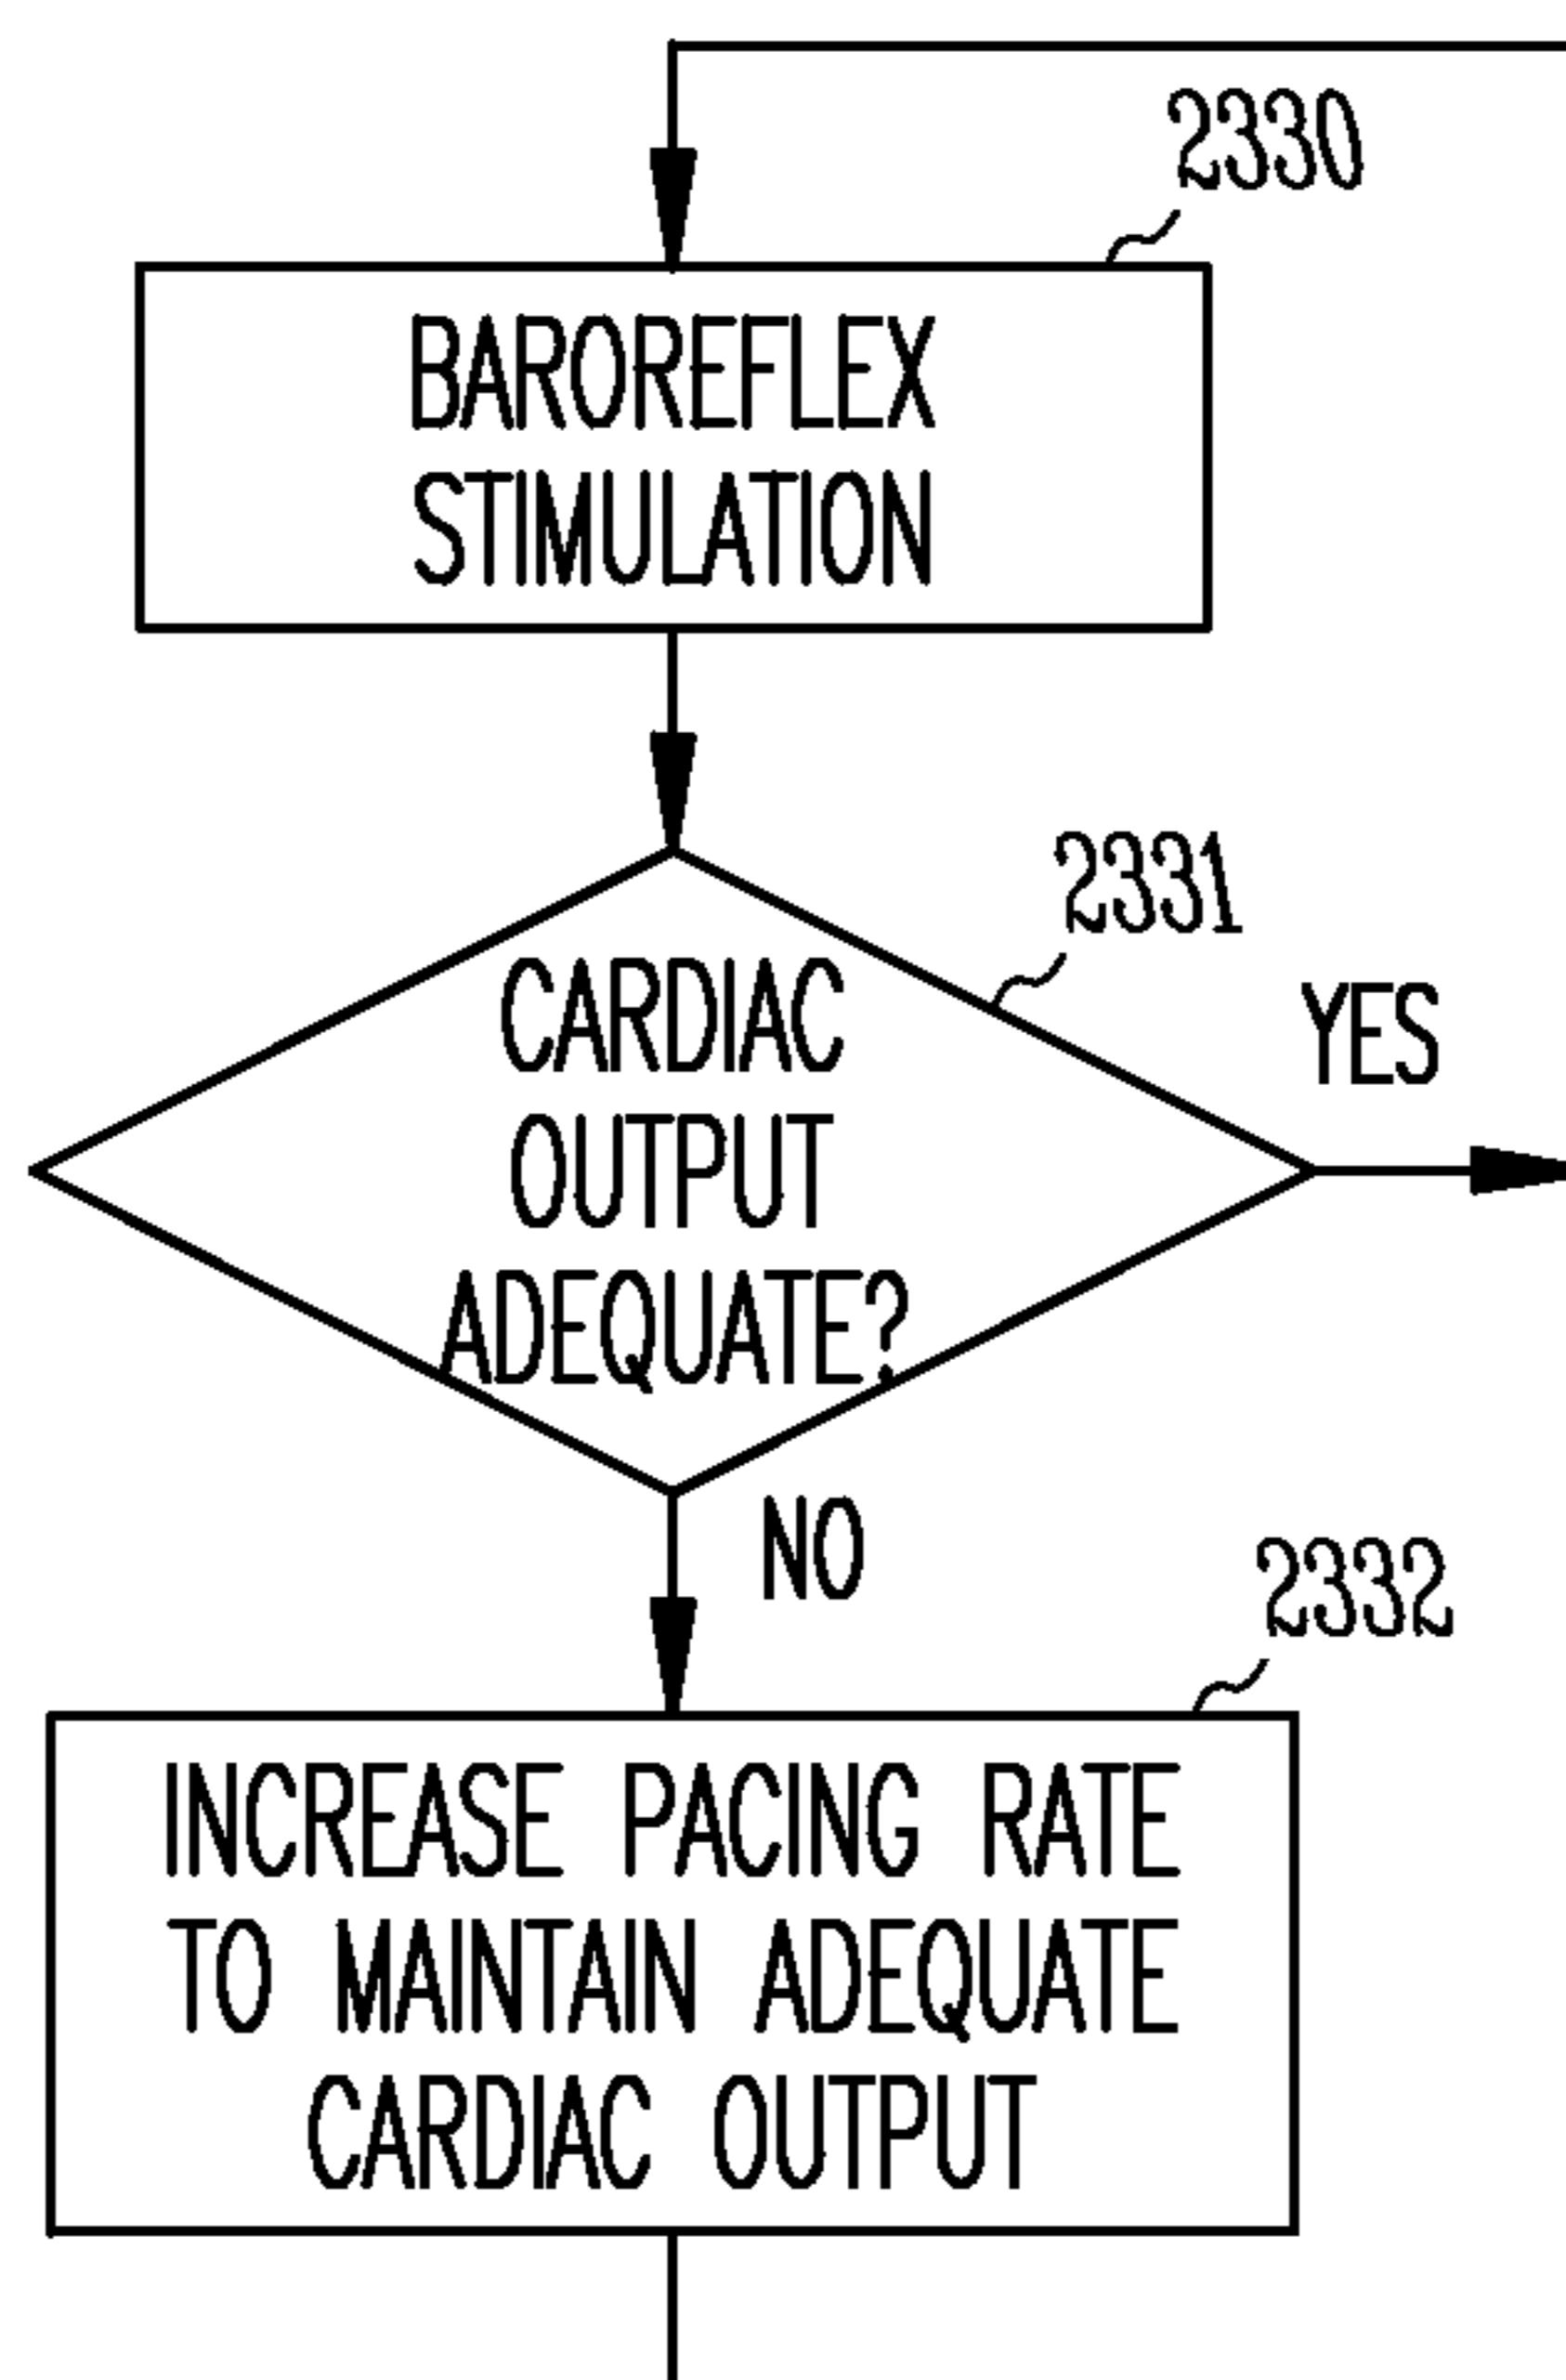 2330
BAROREFLEX
STIMULATION
2331
CARDIAC
OUTPUT
ADEQUATE?
YES
NO
2332
INCREASE PACING RATE
TO MAINTAIN ADEQUATE
CARDIAC OUTPUT